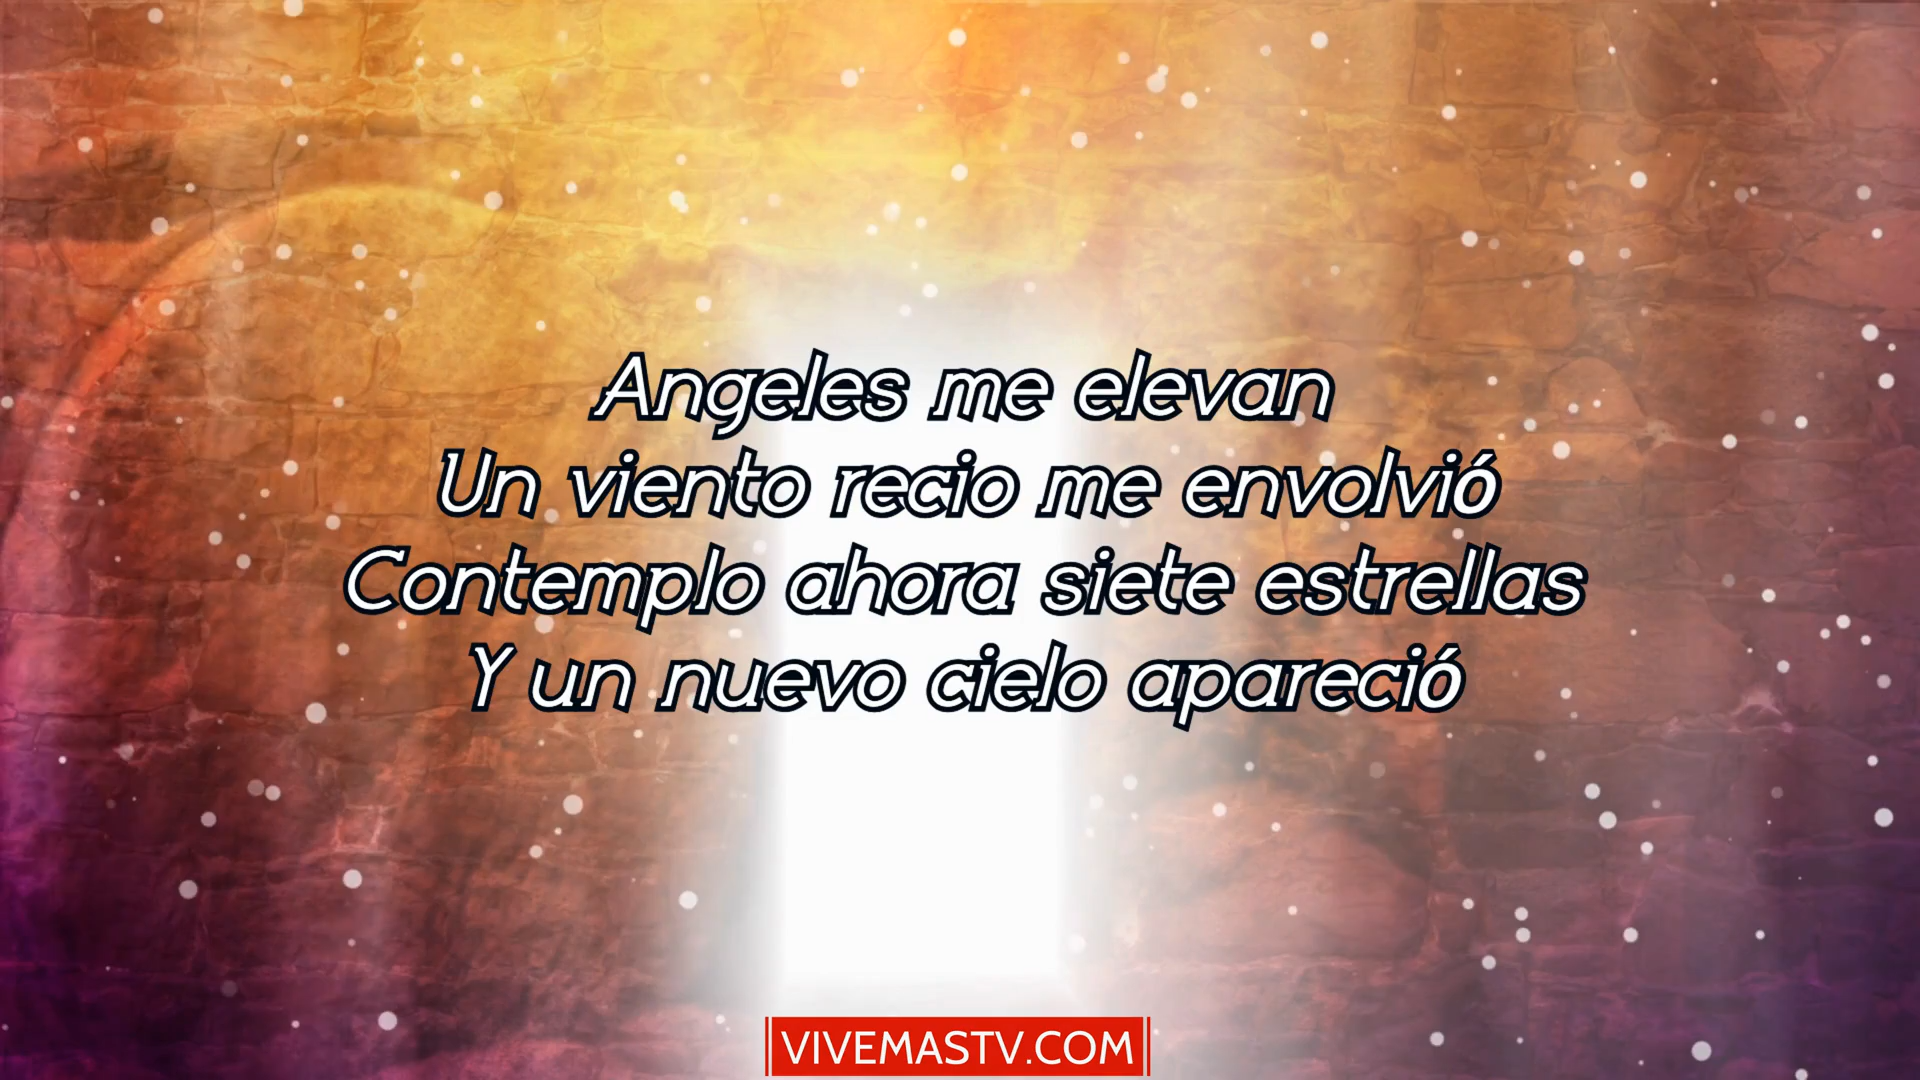 Angeles me elevan
Un viento recio me envolvió
Contemplo ahora siete estrellas
Y un nuevo cielo apareció
VIVEMASTV.COM